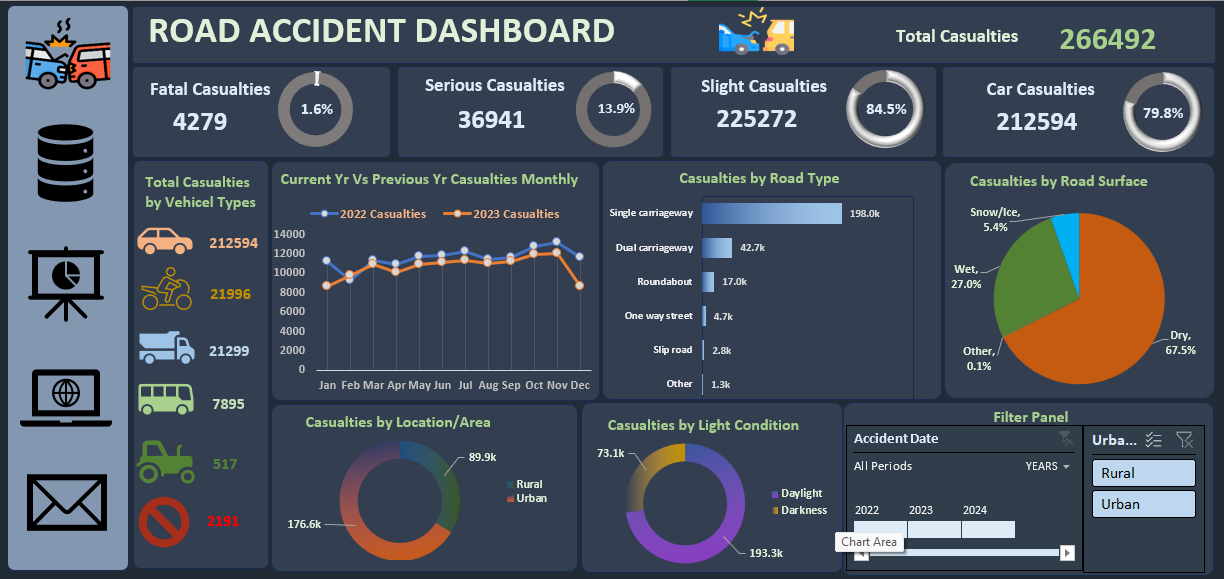 ROAD ACCIDENT DASHBOARD
Total Casualties
266492
Fatal Casualties
4279
1.6%
Serious Casualties
36941
13.9%
Slight Casualties
225272
84.5%
Car Casualties
212594
79.8%
Total Casualties
by Vehicel Types
212594
21996
21299
7895
517
2191
Current Yr Vs Previous Yr Casualties Monthly
2022 Casualties
2023 Casualties
14000
12000
10000
8000
6000
4000
2000
0
Jan Feb Mar Apr May Jun Jul Aug Sep Oct Nov Dec
Casualties by Road Type
Single carriageway
198.0k
Dual carriageway
42.7k
Roundabout
17.0k
One way street
4.7k
Slip road
2.8k
Other
1.3k
Casualties by Road Surface
Snow/Ice,
5.4%
Wet,
27.0%
Other,
0.1%
Dry,
67.5%
Casualties by Location/Area
89.9k
176.6k
Rural
Urban
Casualties by Light Condition
73.1k
193.3k
Daylight
Darkness
Filter Panel
Accident Date
All Periods
YEARS
2022
2023
2024
Chart Area
Urba...
Rural
Urban